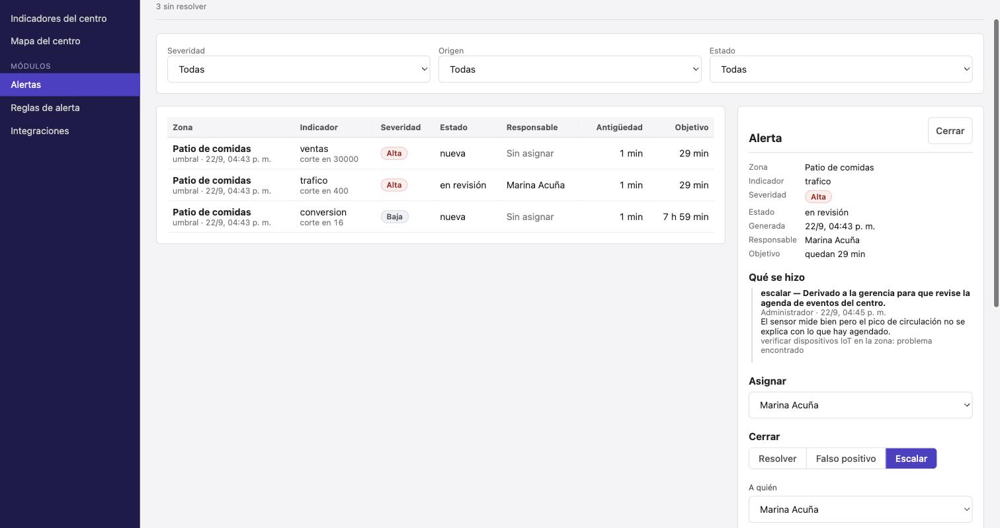 Indicadores del centro
Mapa del centro
MÓDULOS
Alertas
Reglas de alerta
Integraciones
3 sin resolver
Severidad
Todas
Origen
Todas
Estado
Todas
Zona Indicador Severidad Estado Responsable Antigüedad Objetivo
Patio de comidas ventas Alta nueva Sin asignar 1 min 29 min
umbral · 22/9, 04:43 p. m. corte en 30000
Patio de comidas trafico Alta en revisión Marina Acuña 1 min 29 min
umbral · 22/9, 04:43 p. m. corte en 400
Patio de comidas conversion Baja nueva Sin asignar 1 min 7 h 59 min
umbral · 22/9, 04:43 p. m. corte en 16
Alerta
Cerrar
Zona Patio de comidas
Indicador trafico
Severidad Alta
Estado en revisión
Generada 22/9, 04:43 p. m.
Responsable Marina Acuña
Objetivo quedan 29 min
Qué se hizo
escalar — Derivado a la gerencia para que revise la
agenda de eventos del centro.
Administrador · 22/9, 04:45 p. m.
El sensor mide bien pero el pico de circulación no se
explica con lo que hay agendado.
verificar dispositivos IoT en la zona: problema
encontrado
Asignar
Marina Acuña
Cerrar
Resolver Falso positivo Escalar
A quién
Marina Acuña